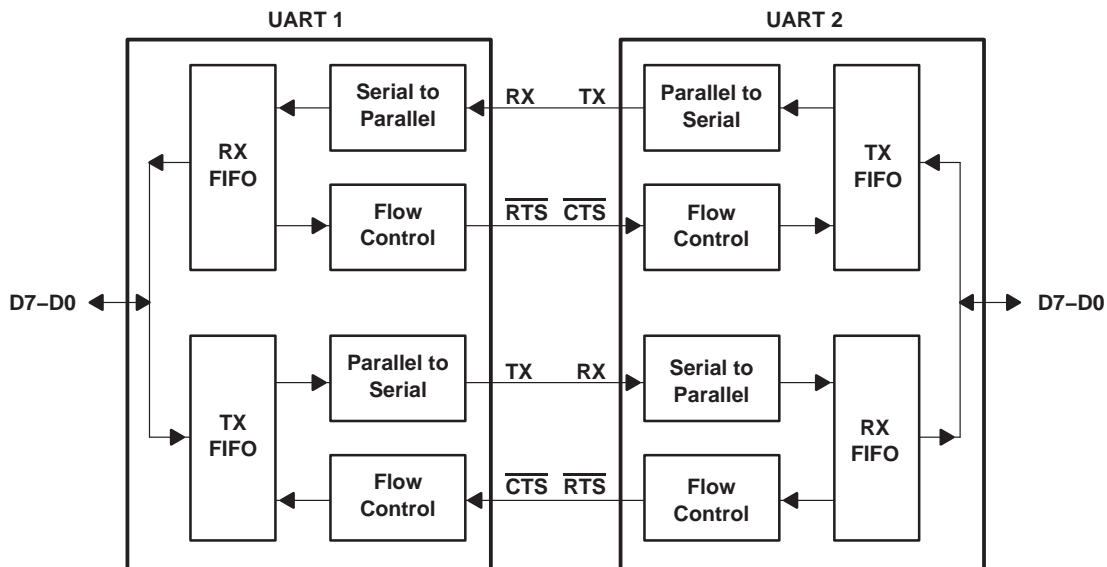 UART 1
UART 2
Serial to
Parallel
RX
TX
Parallel to
Serial
RX
FIFO
TX
FIFO
Flow
Control
RTS
CTS
Flow
Control
D7–D0
D7–D0
Parallel to
Serial
TX
RX
Serial to
Parallel
TX
FIFO
RX
FIFO
Flow
Control
CTS
RTS
Flow
Control